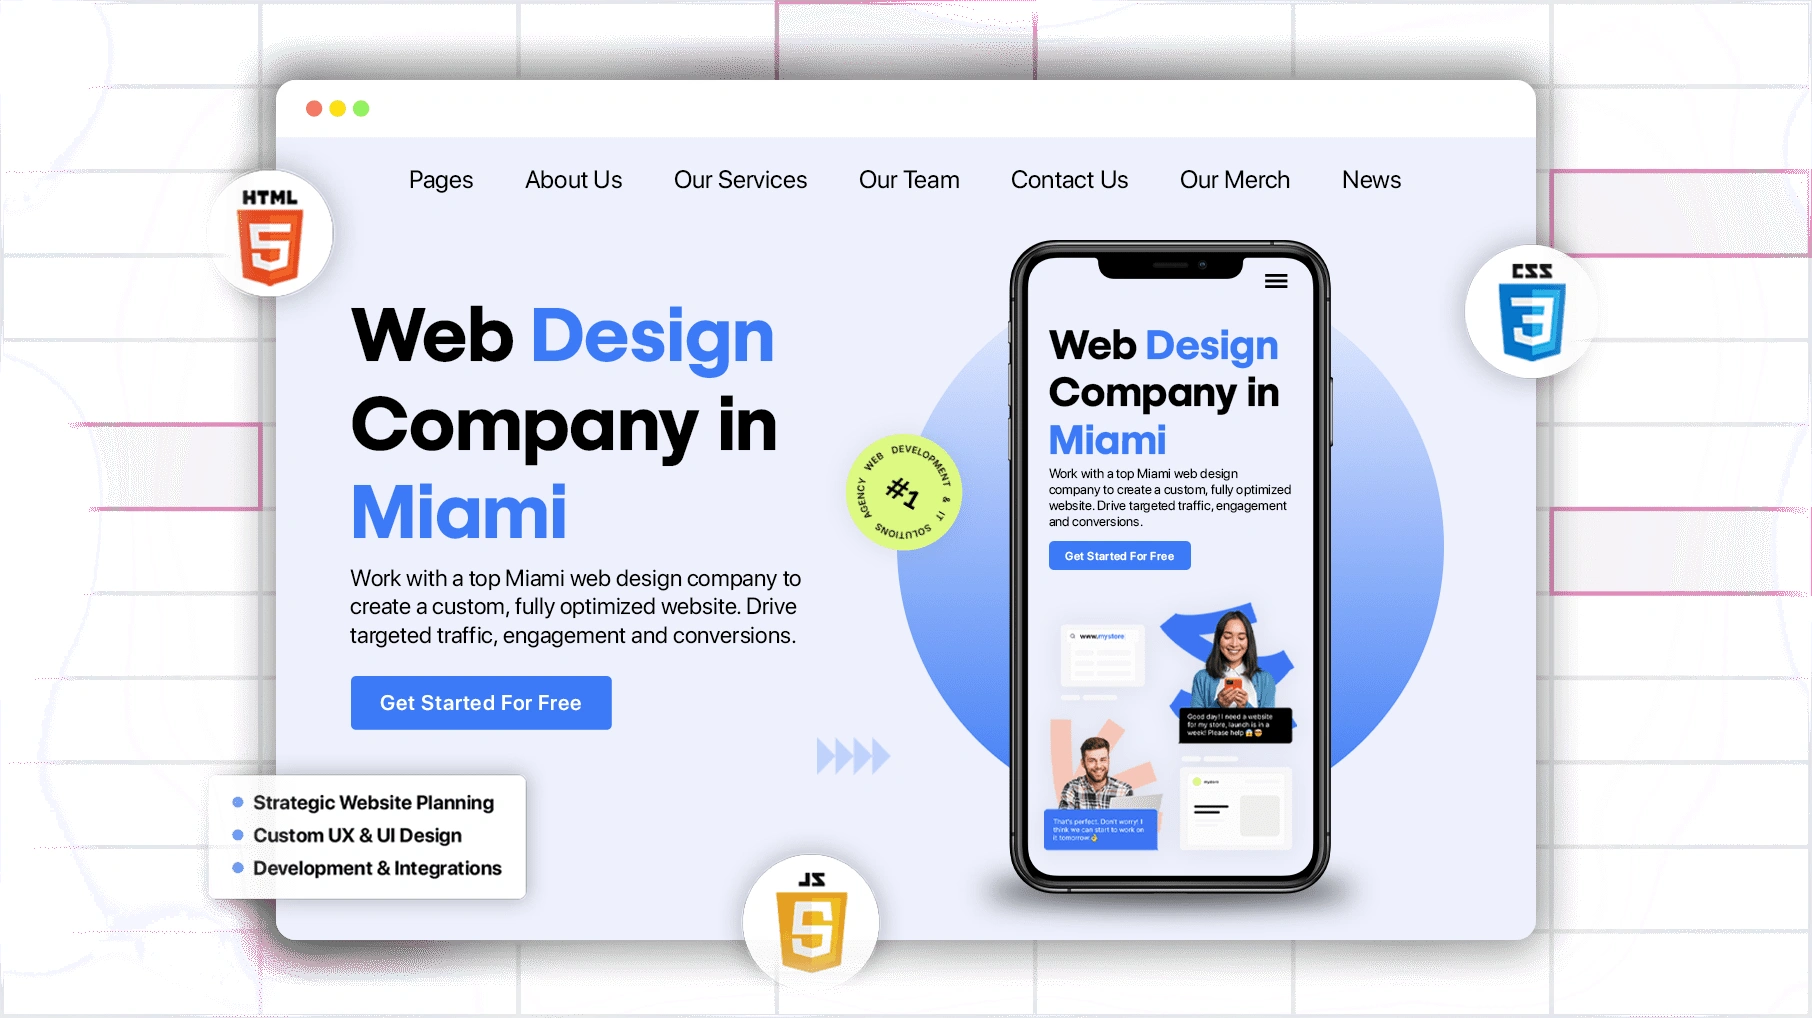 Pages About Us Our Services Our Team Contact Us Our Merch News
HTML
5
CSS
3
Web Design
Company in
Miami
Work with a top Miami web design company to
create a custom, fully optimized website. Drive
targeted traffic, engagement and conversions.
Get Started For Free
WEB DEVELOPMENT & IT SOLUTIONS AGENCY
#1
Web Design
Company in
Miami
Work with a top Miami web design
company to create a custom, fully optimized
website. Drive targeted traffic, engagement
and conversions.
Get Started For Free
www.mystore
Good day! I need a website
for my store, launch is in a
week! Please help 😱😎
mystore
That's perfect. Don't worry! I
think we can start to work on
it tomorrow👌
Strategic Website Planning
Custom UX & UI Design
Development & Integrations
JS
5